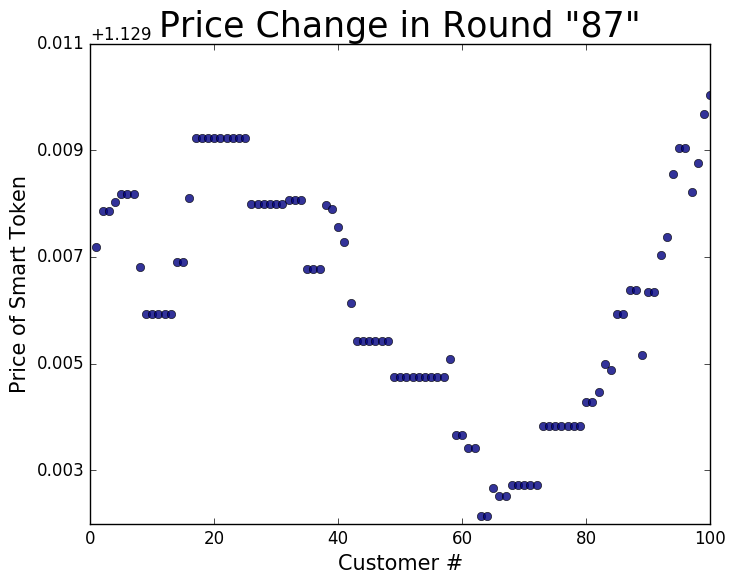 Price Change in Round "87"
+1.129
0.011
0.009
0.007
0.005
0.003
Price of Smart Token
0 20 40 60 80 100
Customer #